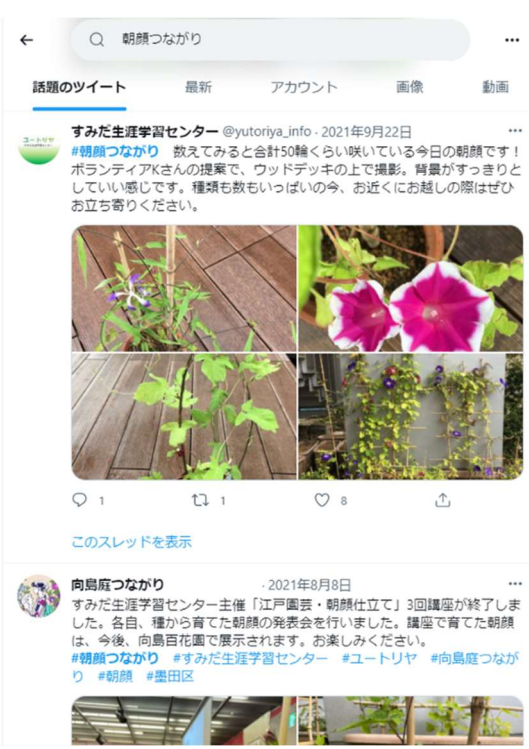 朝顔つながり
話題のツイート 最新 アカウント 画像 動画
すみだ生涯学習センター @yutoriya_info · 2021年9月22日
#朝顔つながり　数えてみると合計50輪くらい咲いている今日の朝顔です！
ボランティアKさんの提案で、ウッドデッキの上で撮影。背景がすっきりと
していい感じです。種類も数もいっぱいの今、お近くにお越しの際はぜひ
お立ち寄りください。
1 1 8
このスレッドを表示
向島庭つながり · 2021年8月8日
すみだ生涯学習センター主催「江戸園芸・朝顔仕立て」3回講座が終了しま
した。各自、種から育てた朝顔の発表会を行いました。講座で育てた朝顔
は、今後、向島百花園で展示されます。お楽しみください。
#朝顔つながり #すみだ生涯学習センター #ユートリヤ #向島庭つなが
り #朝顔 #墨田区